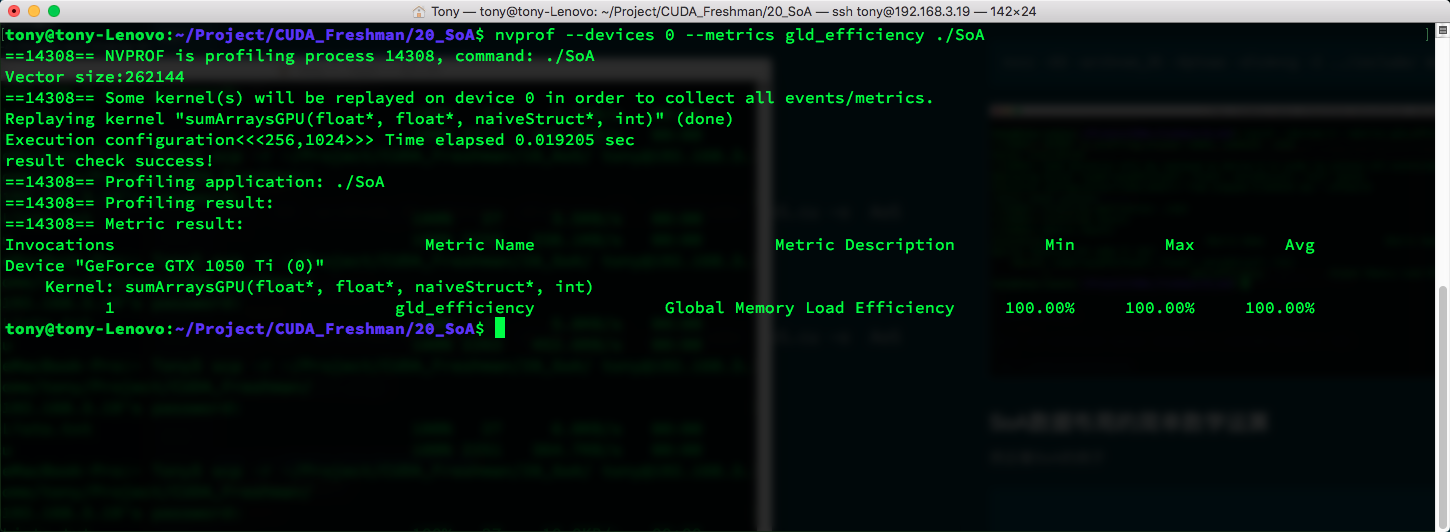 Tony — tony@tony-Lenovo: ~/Project/CUDA_Freshman/20_SoA — ssh tony@192.168.3.19 — 142×24
tony@tony-Lenovo:~/Project/CUDA_Freshman/20_SoA$ nvprof --devices 0 --metrics gld_efficiency ./SoA
==14308== NVPROF is profiling process 14308, command: ./SoA
Vector size:262144
==14308== Some kernel(s) will be replayed on device 0 in order to collect all events/metrics.
Replaying kernel "sumArraysGPU(float*, float*, naiveStruct*, int)" (done)
Execution configuration<<<256,1024>>> Time elapsed 0.019205 sec
result check success!
==14308== Profiling application: ./SoA
==14308== Profiling result:
==14308== Metric result:
Invocations Metric Name Metric Description Min Max Avg
Device "GeForce GTX 1050 Ti (0)"
Kernel: sumArraysGPU(float*, float*, naiveStruct*, int)
1 gld_efficiency Global Memory Load Efficiency 100.00% 100.00% 100.00%
tony@tony-Lenovo:~/Project/CUDA_Freshman/20_SoA$